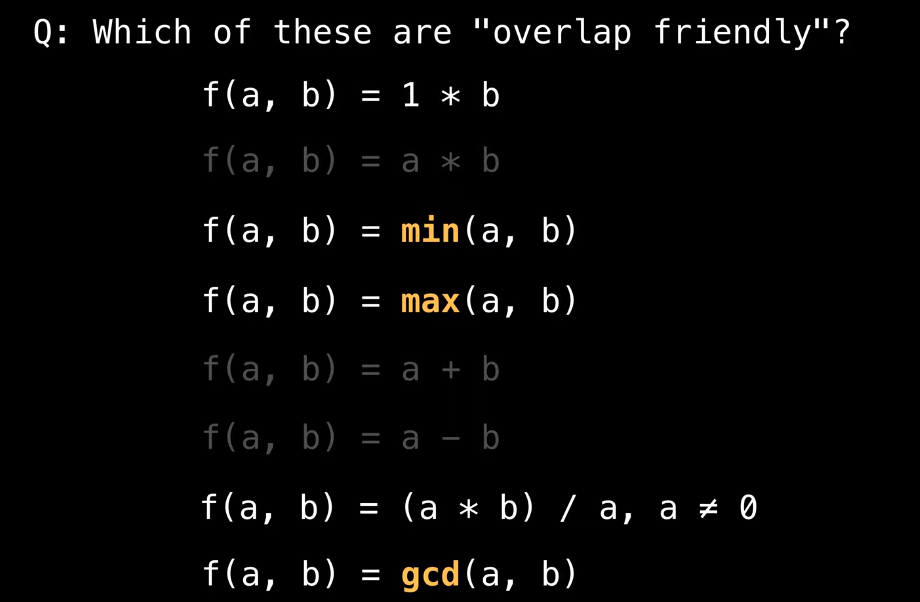 Q: Which of these are "overlap friendly"?
f(a, b) = 1 * b
f(a, b) = a * b
f(a, b) = min(a, b)
f(a, b) = max(a, b)
f(a, b) = a + b
f(a, b) = a − b
f(a, b) = (a * b) / a, a ≠ 0
f(a, b) = gcd(a, b)